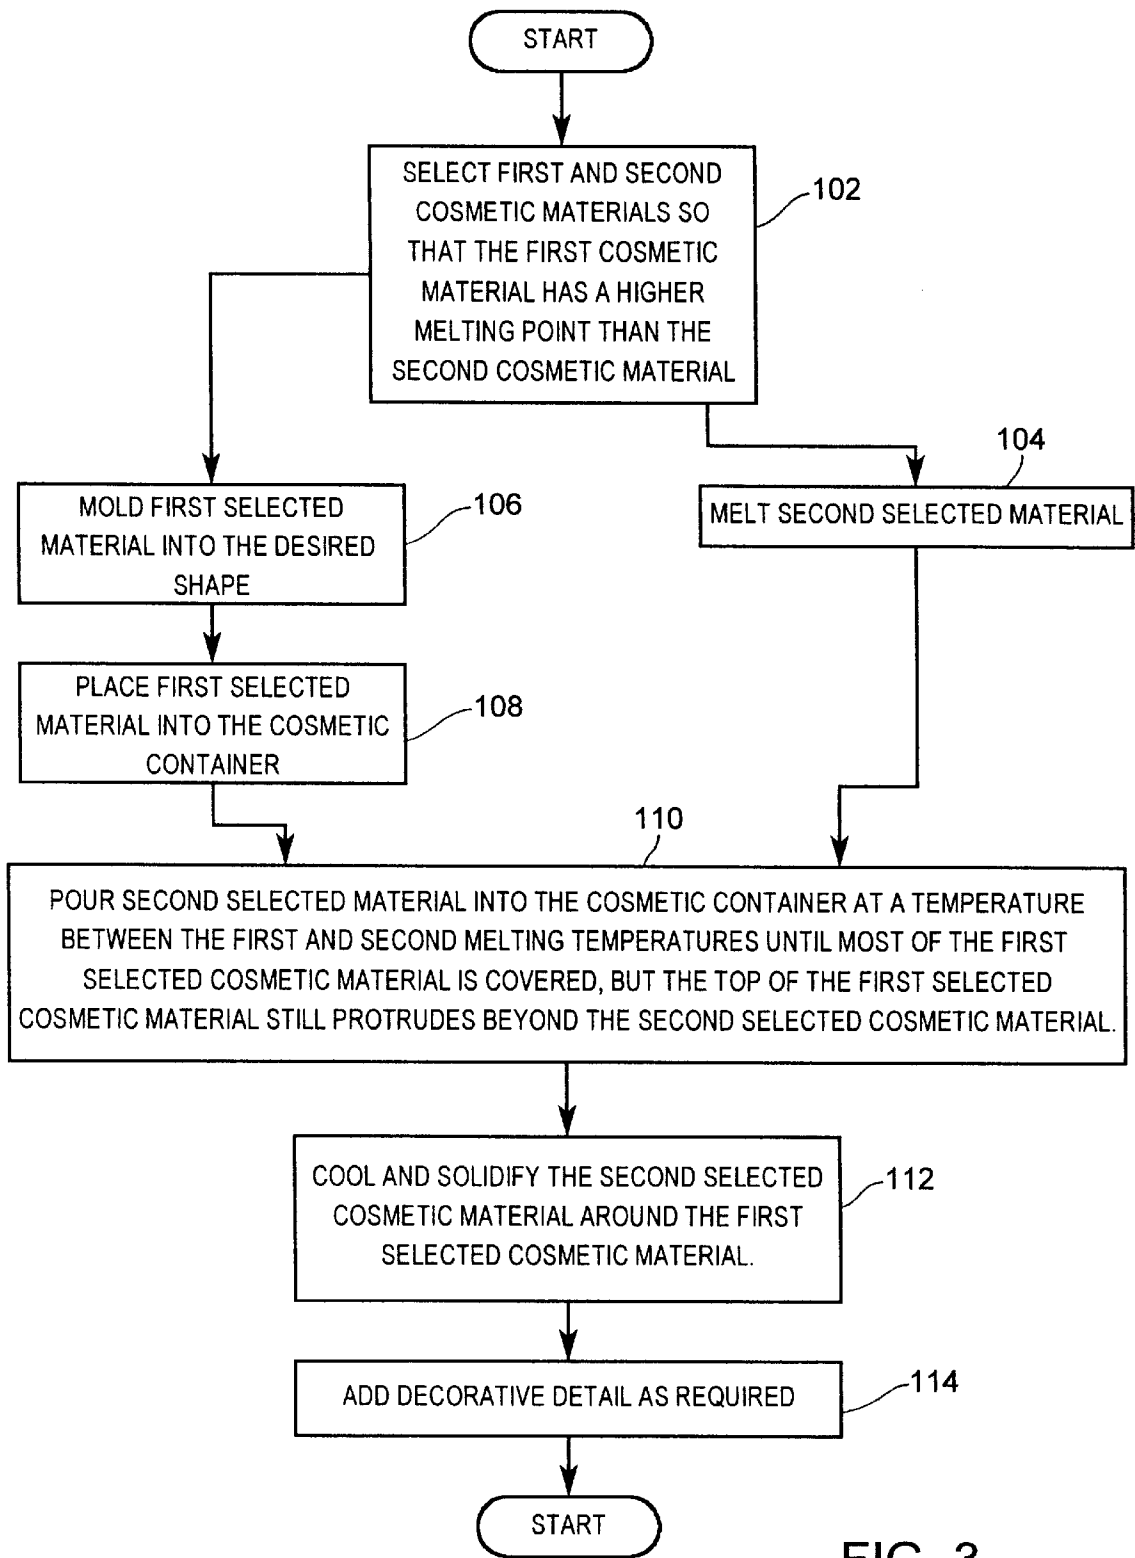 START
SELECT FIRST AND SECOND
COSMETIC MATERIALS SO
THAT THE FIRST COSMETIC
MATERIAL HAS A HIGHER
MELTING POINT THAN THE
SECOND COSMETIC MATERIAL
102
104
MELT SECOND SELECTED MATERIAL
MOLD FIRST SELECTED
MATERIAL INTO THE DESIRED
SHAPE
106
PLACE FIRST SELECTED
MATERIAL INTO THE COSMETIC
CONTAINER
108
110
POUR SECOND SELECTED MATERIAL INTO THE COSMETIC CONTAINER AT A TEMPERATURE
BETWEEN THE FIRST AND SECOND MELTING TEMPERATURES UNTIL MOST OF THE FIRST
SELECTED COSMETIC MATERIAL IS COVERED, BUT THE TOP OF THE FIRST SELECTED
COSMETIC MATERIAL STILL PROTRUDES BEYOND THE SECOND SELECTED COSMETIC MATERIAL.
COOL AND SOLIDIFY THE SECOND SELECTED
COSMETIC MATERIAL AROUND THE FIRST
SELECTED COSMETIC MATERIAL.
112
ADD DECORATIVE DETAIL AS REQUIRED
114
START
FIG. 3